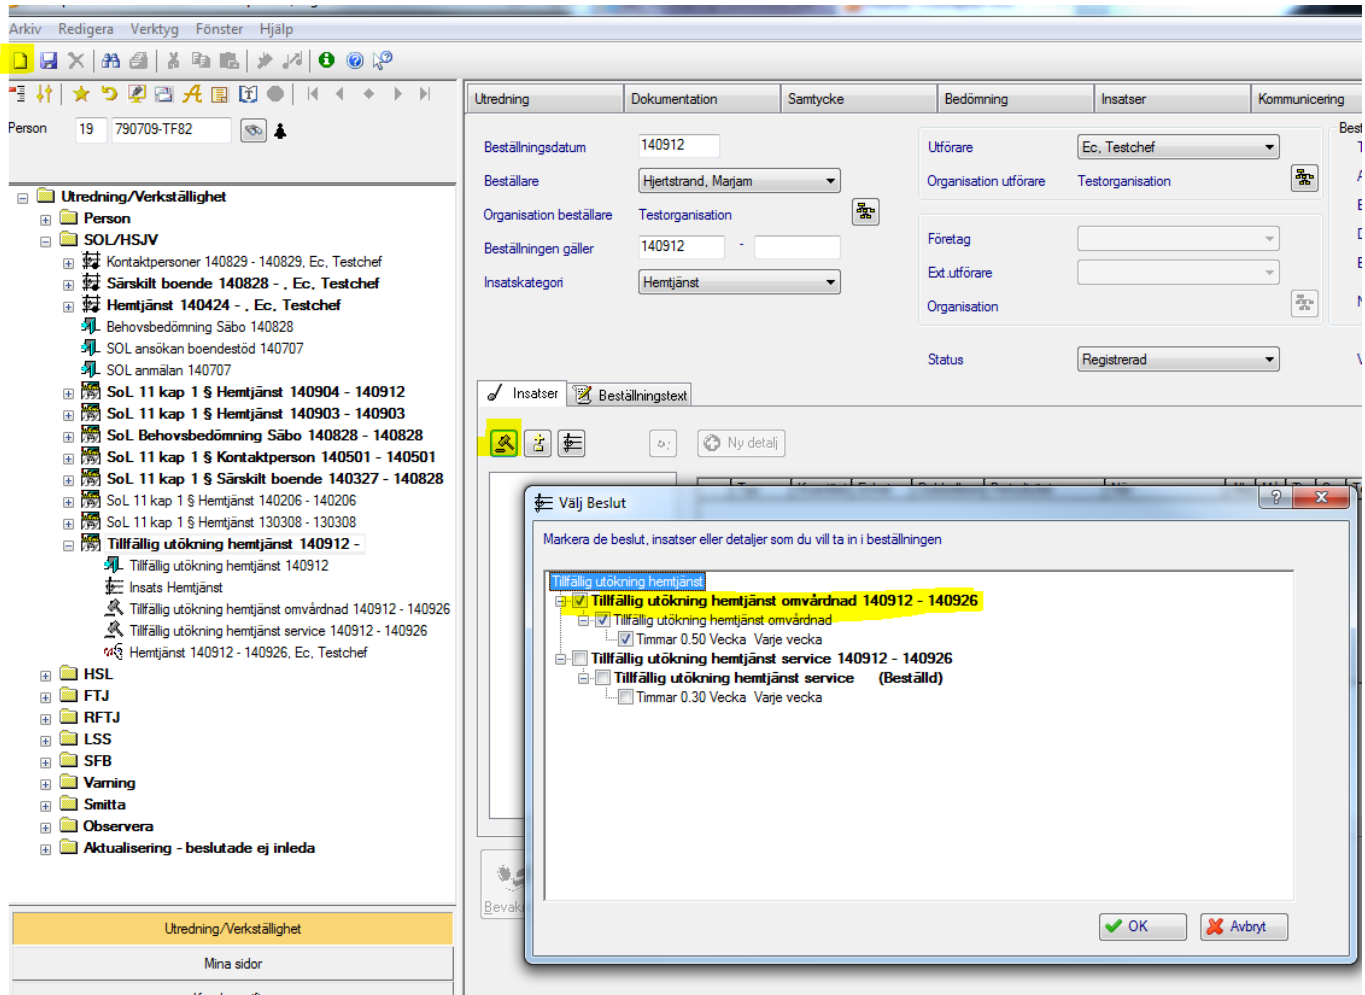 Arkiv Redigera Verktyg Fönster Hjälp
Person 19 790709-TF82
Utredning/Verkställighet
Person
SOL/HSJV
Kontaktpersoner 140829 - 140829, Ec, Testchef
Särskilt boende 140828 - , Ec, Testchef
Hemtjänst 140424 - , Ec, Testchef
Behovsbedömning Säbo 140828
SOL ansökan boendestöd 140707
SOL anmälan 140707
SoL 11 kap 1 § Hemtjänst 140904 - 140912
SoL 11 kap 1 § Hemtjänst 140903 - 140903
SoL Behovsbedömning Säbo 140828 - 140828
SoL 11 kap 1 § Kontaktperson 140501 - 140501
SoL 11 kap 1 § Särskilt boende 140327 - 140828
SoL 11 kap 1 § Hemtjänst 140206 - 140206
SoL 11 kap 1 § Hemtjänst 130308 - 130308
Tillfällig utökning hemtjänst 140912 -
Tillfällig utökning hemtjänst 140912
Insats Hemtjänst
Tillfällig utökning hemtjänst omvårdnad 140912 - 140926
Tillfällig utökning hemtjänst service 140912 - 140926
Hemtjänst 140912 - 140926, Ec, Testchef
HSL
FTJ
RFTJ
LSS
SFB
Varning
Smitta
Observera
Aktualisering - beslutade ej inleda
Utredning/Verkställighet
Mina sidor
Utredning Dokumentation Samtycke Bedömning Insatser Kommunicering
Beställningsdatum 140912
Beställare Hjertstrand, Marjam
Organisation beställare Testorganisation
Beställningen gäller 140912 -
Insatskategori Hemtjänst
Utförare Ec, Testchef
Organisation utförare Testorganisation
Företag
Ext.utförare
Organisation
Status Registrerad
Insatser Beställningstext
Ny detalj
Välj Beslut
Markera de beslut, insatser eller detaljer som du vill ta in i beställningen
Tillfällig utökning hemtjänst
Tillfällig utökning hemtjänst omvårdnad 140912 - 140926
Tillfällig utökning hemtjänst omvårdnad
Timmar 0.50 Vecka Varje vecka
Tillfällig utökning hemtjänst service 140912 - 140926
Tillfällig utökning hemtjänst service (Beställd)
Timmar 0.30 Vecka Varje vecka
OK Avbryt